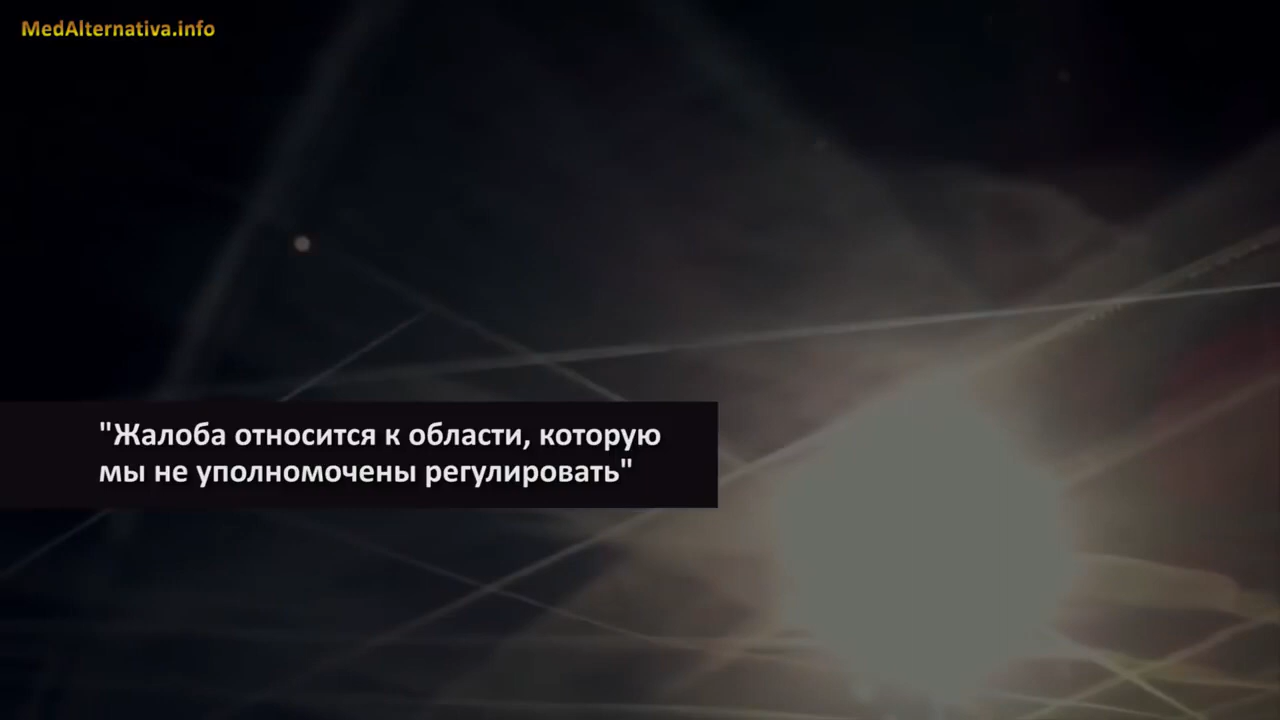 MedAlternativa.info
"Жалоба относится к области, которую
мы не уполномочены регулировать"